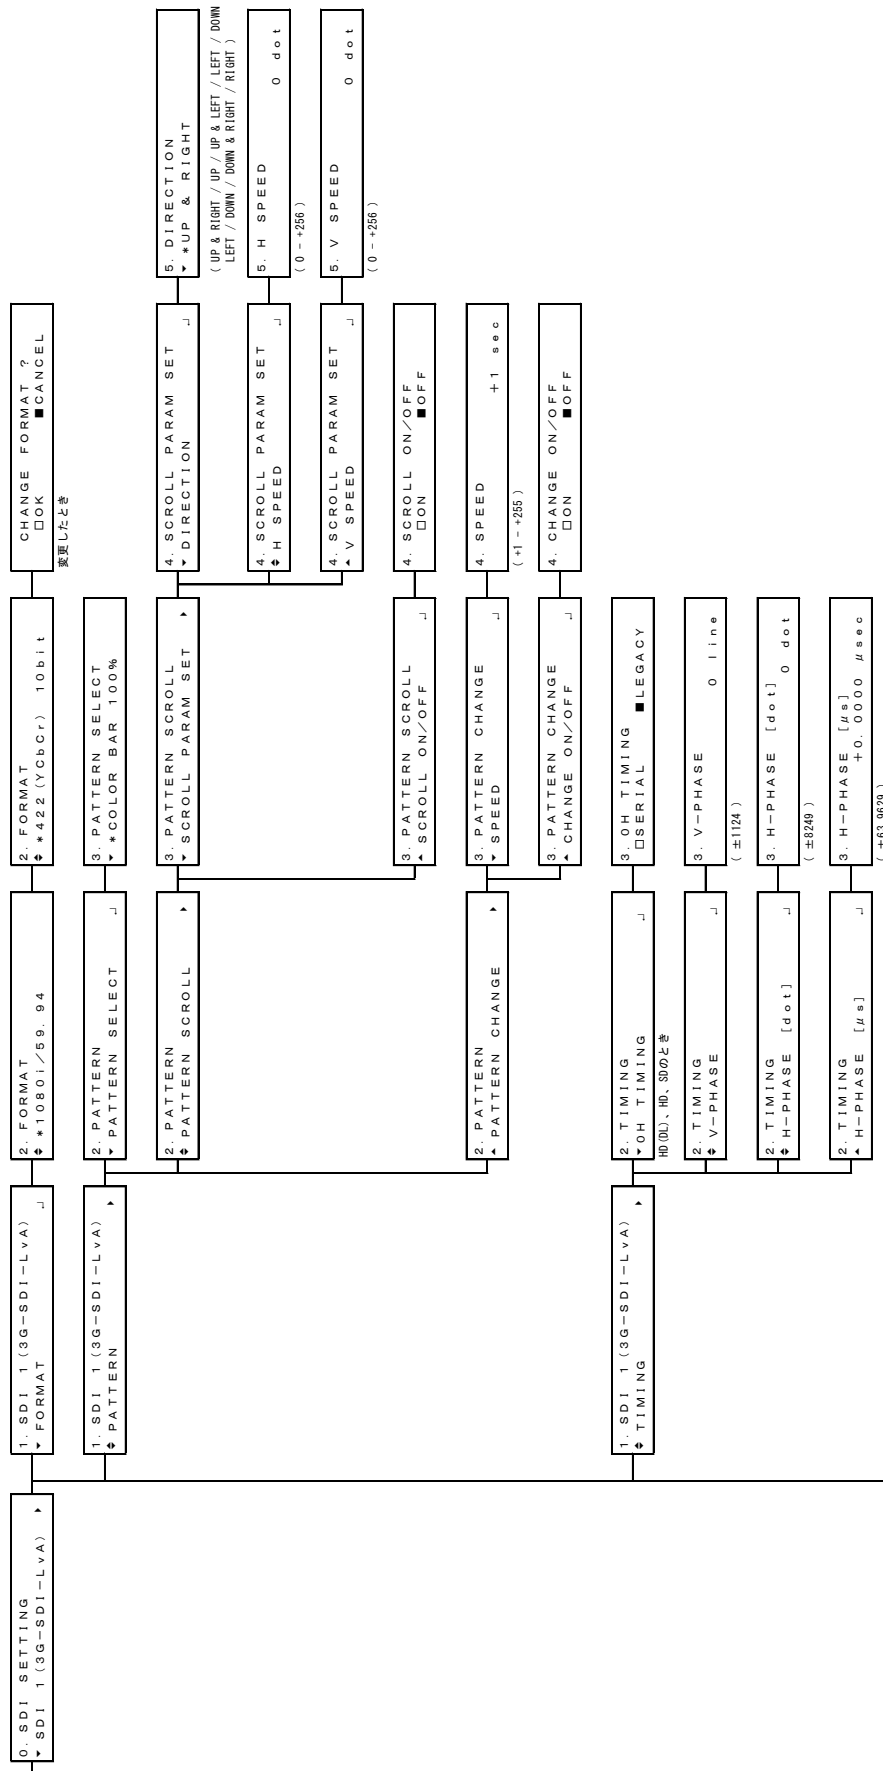 0. SDI SETTING
▾ SDI 1 (3G-SDI-LvA) ▸
1. SDI 1 (3G-SDI-LvA)
▾ FORMAT ↲
2. FORMAT
♦ *1080i/59.94
2. FORMAT
♦ *422(YCbCr) 10bit
CHANGE FORMAT ?
□OK ■CANCEL
変更したとき
1. SDI 1 (3G-SDI-LvA)
♦ PATTERN ▸
2. PATTERN
▾ PATTERN SELECT ↲
3. PATTERN SELECT
▾ *COLOR BAR 100%
2. PATTERN
♦ PATTERN SCROLL ▸
3. PATTERN SCROLL
▾ SCROLL PARAM SET ▸
4. SCROLL PARAM SET
▾ DIRECTION ↲
5. DIRECTION
▾ *UP & RIGHT
( UP & RIGHT / UP / UP & LEFT / LEFT / DOWN
LEFT / DOWN / DOWN & RIGHT / RIGHT )
4. SCROLL PARAM SET
♦ H SPEED ↲
5. H SPEED
0 dot
( 0 - +256 )
4. SCROLL PARAM SET
▴ V SPEED ↲
5. V SPEED
0 dot
( 0 - +256 )
3. PATTERN SCROLL
▴ SCROLL ON/OFF ↲
4. SCROLL ON/OFF
□ON ■OFF
2. PATTERN
▴ PATTERN CHANGE ▸
3. PATTERN CHANGE
▾ SPEED ↲
4. SPEED
+1 sec
( +1 - +255 )
3. PATTERN CHANGE
▴ CHANGE ON/OFF ↲
4. CHANGE ON/OFF
□ON ■OFF
1. SDI 1 (3G-SDI-LvA)
♦ TIMING ▸
2. TIMING
▾ 0H TIMING ↲
HD(DL)、HD、SDのとき
3. 0H TIMING
□SERIAL ■LEGACY
2. TIMING
♦ V-PHASE ↲
3. V-PHASE
0 line
( ±1124 )
2. TIMING
♦ H-PHASE [dot] ↲
3. H-PHASE [dot]
0 dot
( ±8249 )
2. TIMING
▴ H-PHASE [μs] ↲
3. H-PHASE [μs]
+0.0000 μsec
( ±63.9629 )